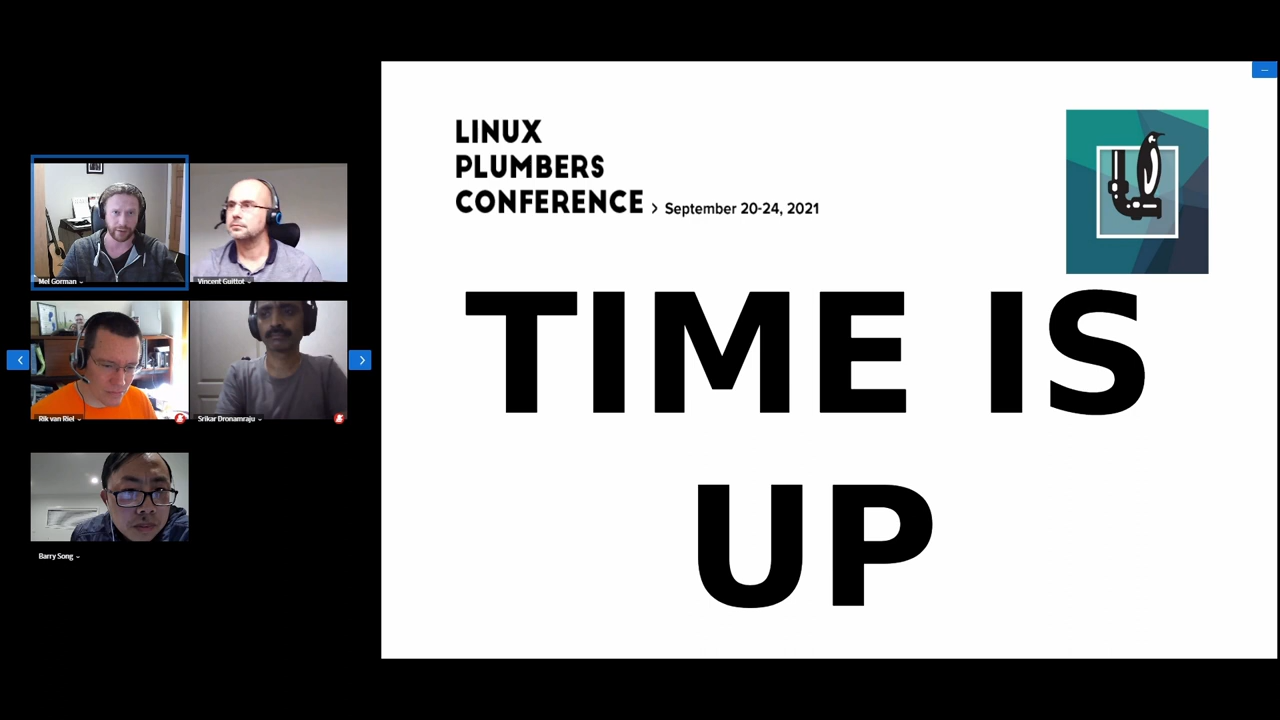 LINUX
PLUMBERS
CONFERENCE > September 20-24, 2021
TIME IS
UP
Mel Gorman
Vincent Guittot
Rik van Riel
Srikar Dronamraju
Barry Song